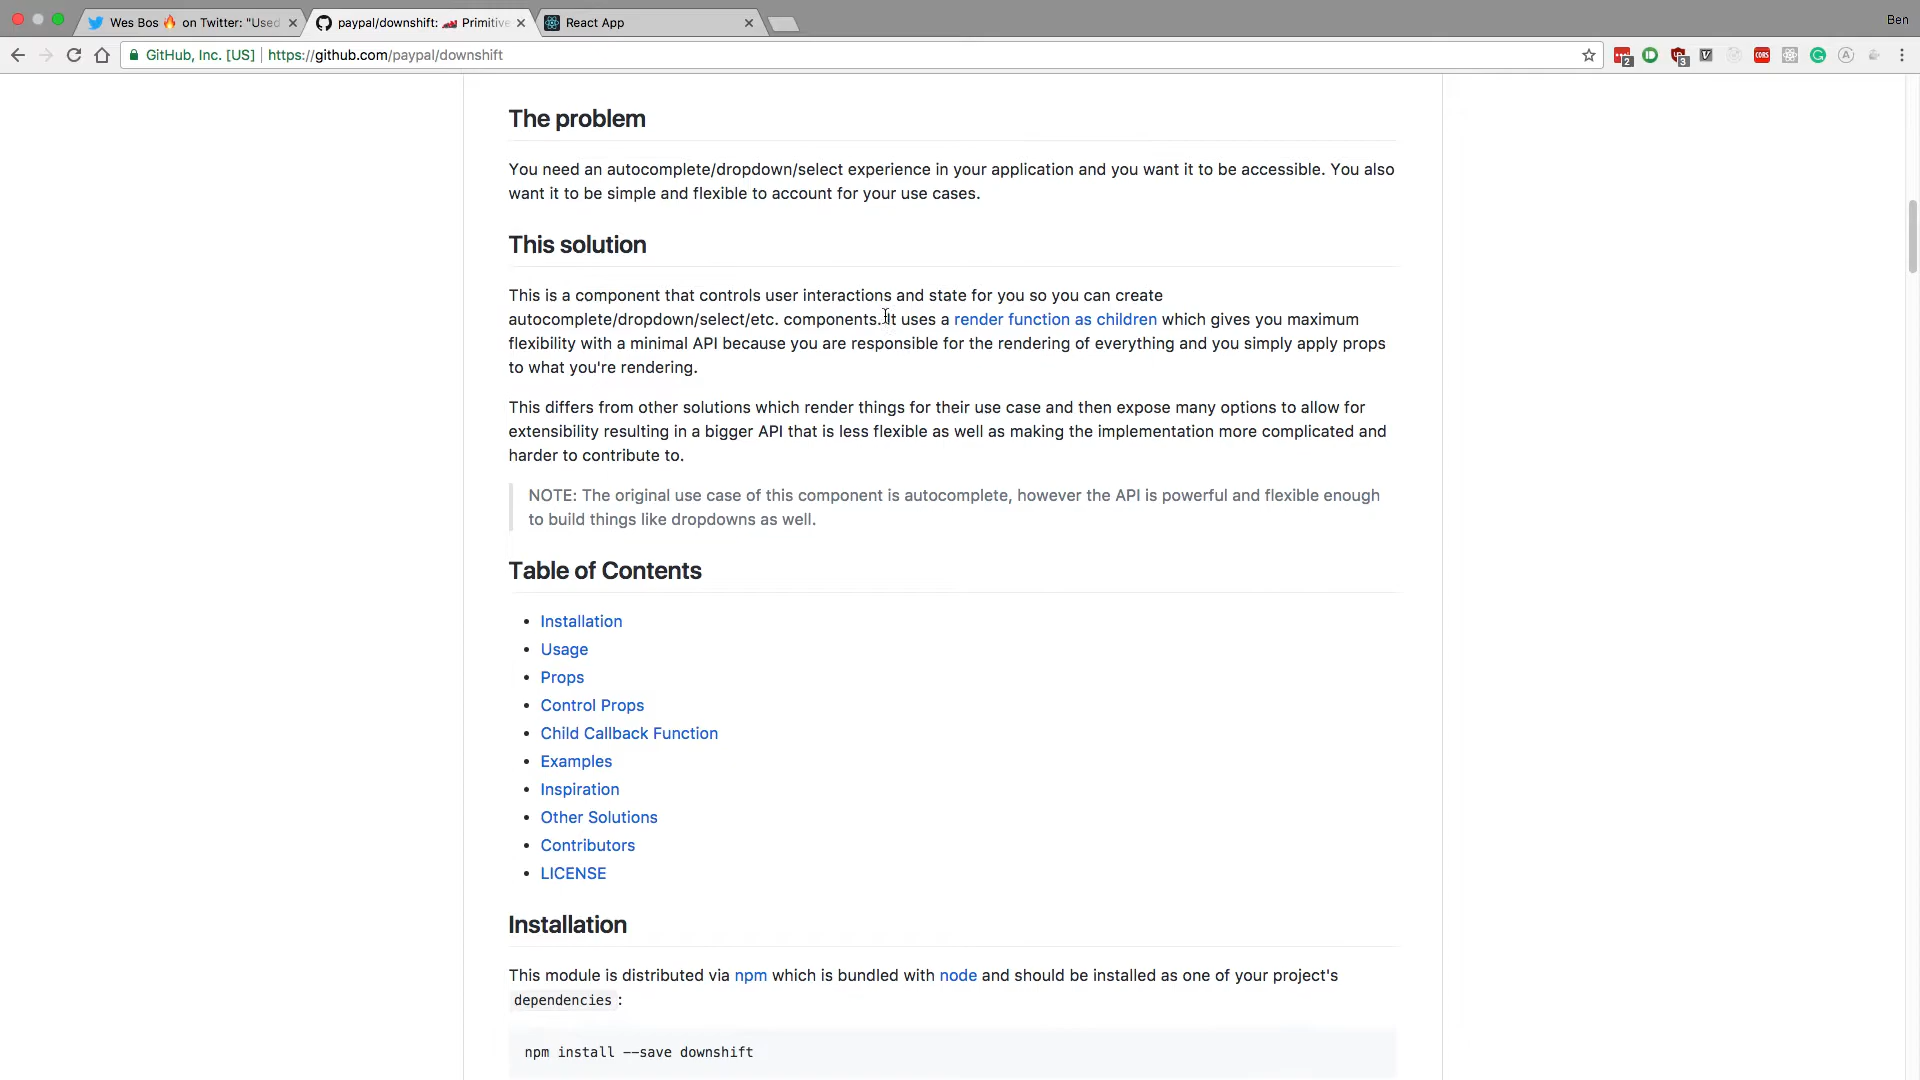 Wes Bos 🔥 on Twitter: "Used
paypal/downshift: 🏎 Primitive
React App
Ben
GitHub, Inc. [US] | https://github.com/paypal/downshift
2
3
CORS
The problem
You need an autocomplete/dropdown/select experience in your application and you want it to be accessible. You also
want it to be simple and flexible to account for your use cases.
This solution
This is a component that controls user interactions and state for you so you can create
autocomplete/dropdown/select/etc. components. It uses a render function as children which gives you maximum
flexibility with a minimal API because you are responsible for the rendering of everything and you simply apply props
to what you're rendering.
This differs from other solutions which render things for their use case and then expose many options to allow for
extensibility resulting in a bigger API that is less flexible as well as making the implementation more complicated and
harder to contribute to.
NOTE: The original use case of this component is autocomplete, however the API is powerful and flexible enough
to build things like dropdowns as well.
Table of Contents
• Installation
• Usage
• Props
• Control Props
• Child Callback Function
• Examples
• Inspiration
• Other Solutions
• Contributors
• LICENSE
Installation
This module is distributed via npm which is bundled with node and should be installed as one of your project's
dependencies :
npm install --save downshift